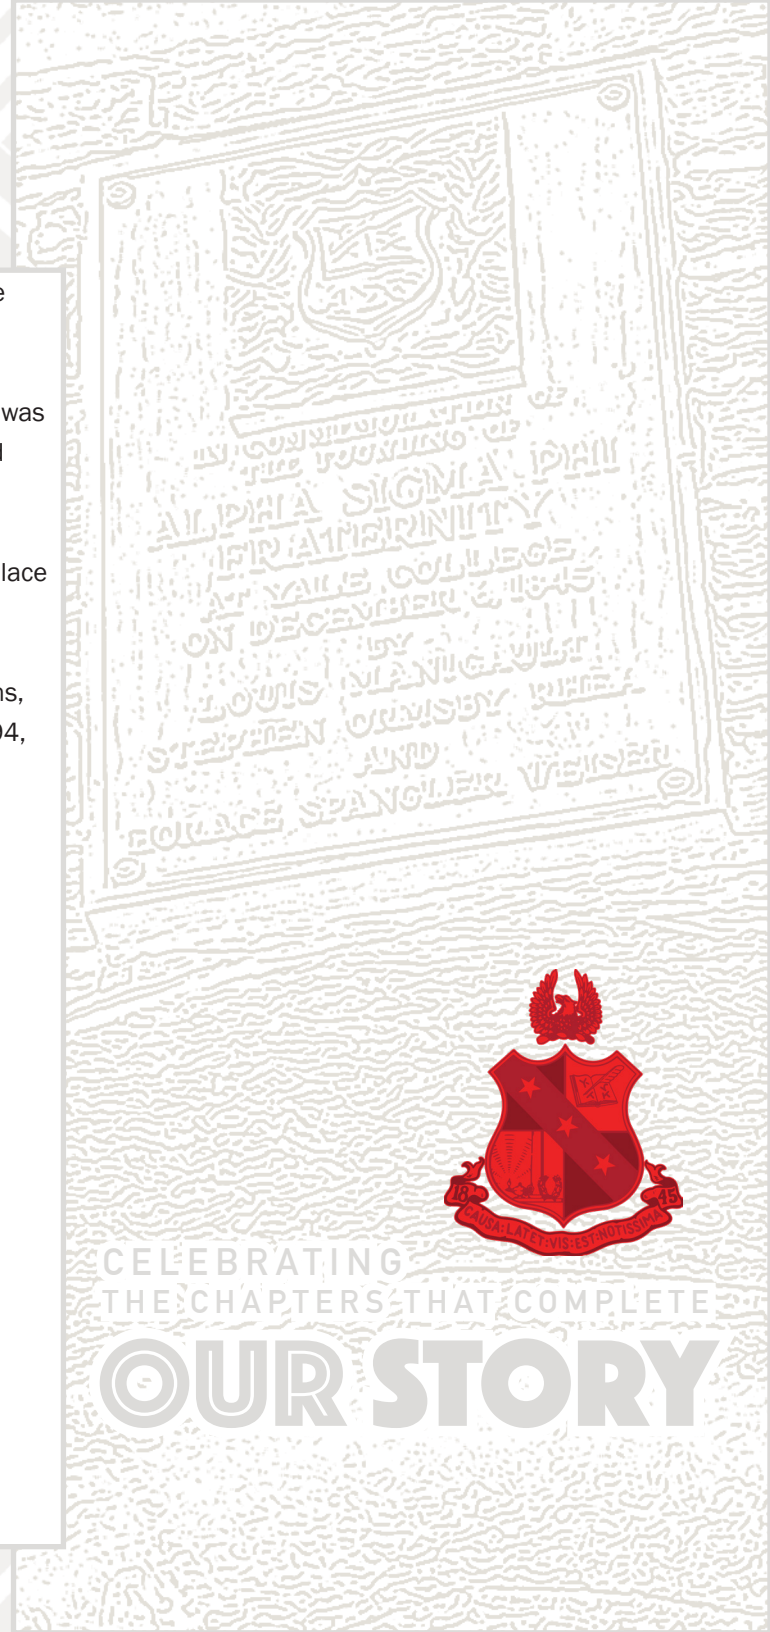 e
was
d
lace
ns,
04,
IN COMMEMORATION OF
THE FOUNDING OF
ALPHA SIGMA PHI
FRATERNITY
AT YALE COLLEGE
ON DECEMBER 6, 1845
BY
LOUIS MANIGAULT
STEPHEN ORMSBY RHEA
AND
HORACE SPANGLER WEISER
18 45
CAUSA:LATET:VIS:EST:NOTISSIMA
CELEBRATING
THE CHAPTERS THAT COMPLETE
OUR STORY